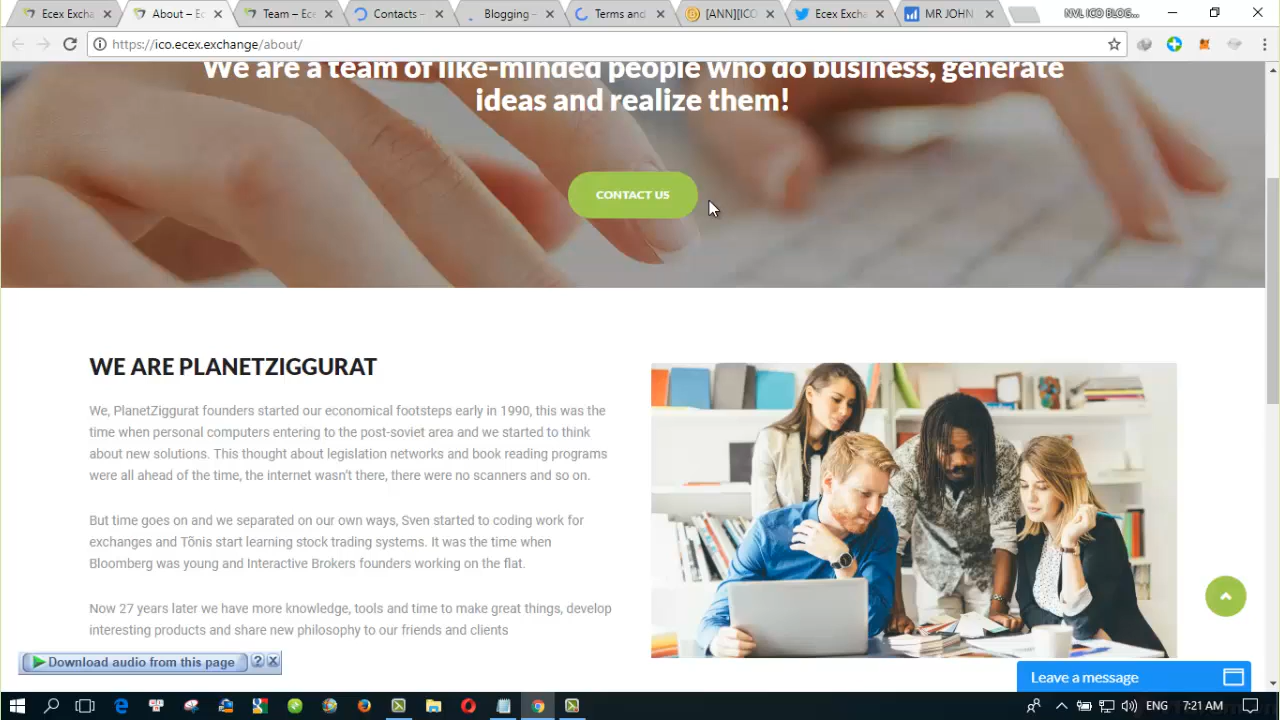 Ecex Excha
About – Ec
Team – Ece
Contacts –
Blogging –
Terms and
[ANN][ICO
Ecex Excha
MR JOHN
NVL ICO BLOG...
https://ico.ecex.exchange/about/
We are a team of like-minded people who do business, generate
ideas and realize them!
CONTACT US
WE ARE PLANETZIGGURAT
We, PlanetZiggurat founders started our economical footsteps early in 1990, this was the
time when personal computers entering to the post-soviet area and we started to think
about new solutions. This thought about legislation networks and book reading programs
were all ahead of the time, the internet wasn't there, there were no scanners and so on.
But time goes on and we separated on our own ways, Sven started to coding work for
exchanges and Tõnis start learning stock trading systems. It was the time when
Bloomberg was young and Interactive Brokers founders working on the flat.
Now 27 years later we have more knowledge, tools and time to make great things, develop
interesting products and share new philosophy to our friends and clients
Download audio from this page
Leave a message
ENG
7:21 AM